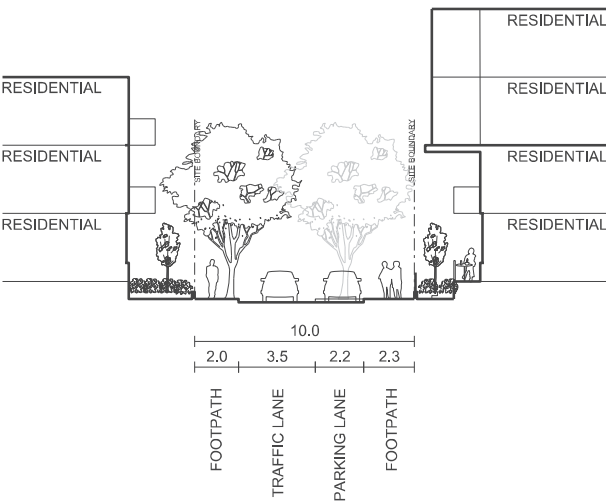 RESIDENTIAL
RESIDENTIAL
RESIDENTIAL
RESIDENTIAL
RESIDENTIAL
RESIDENTIAL
RESIDENTIAL
SITE BOUNDARY
SITE BOUNDARY
10.0
2.0
3.5
2.2
2.3
FOOTPATH
TRAFFIC LANE
PARKING LANE
FOOTPATH